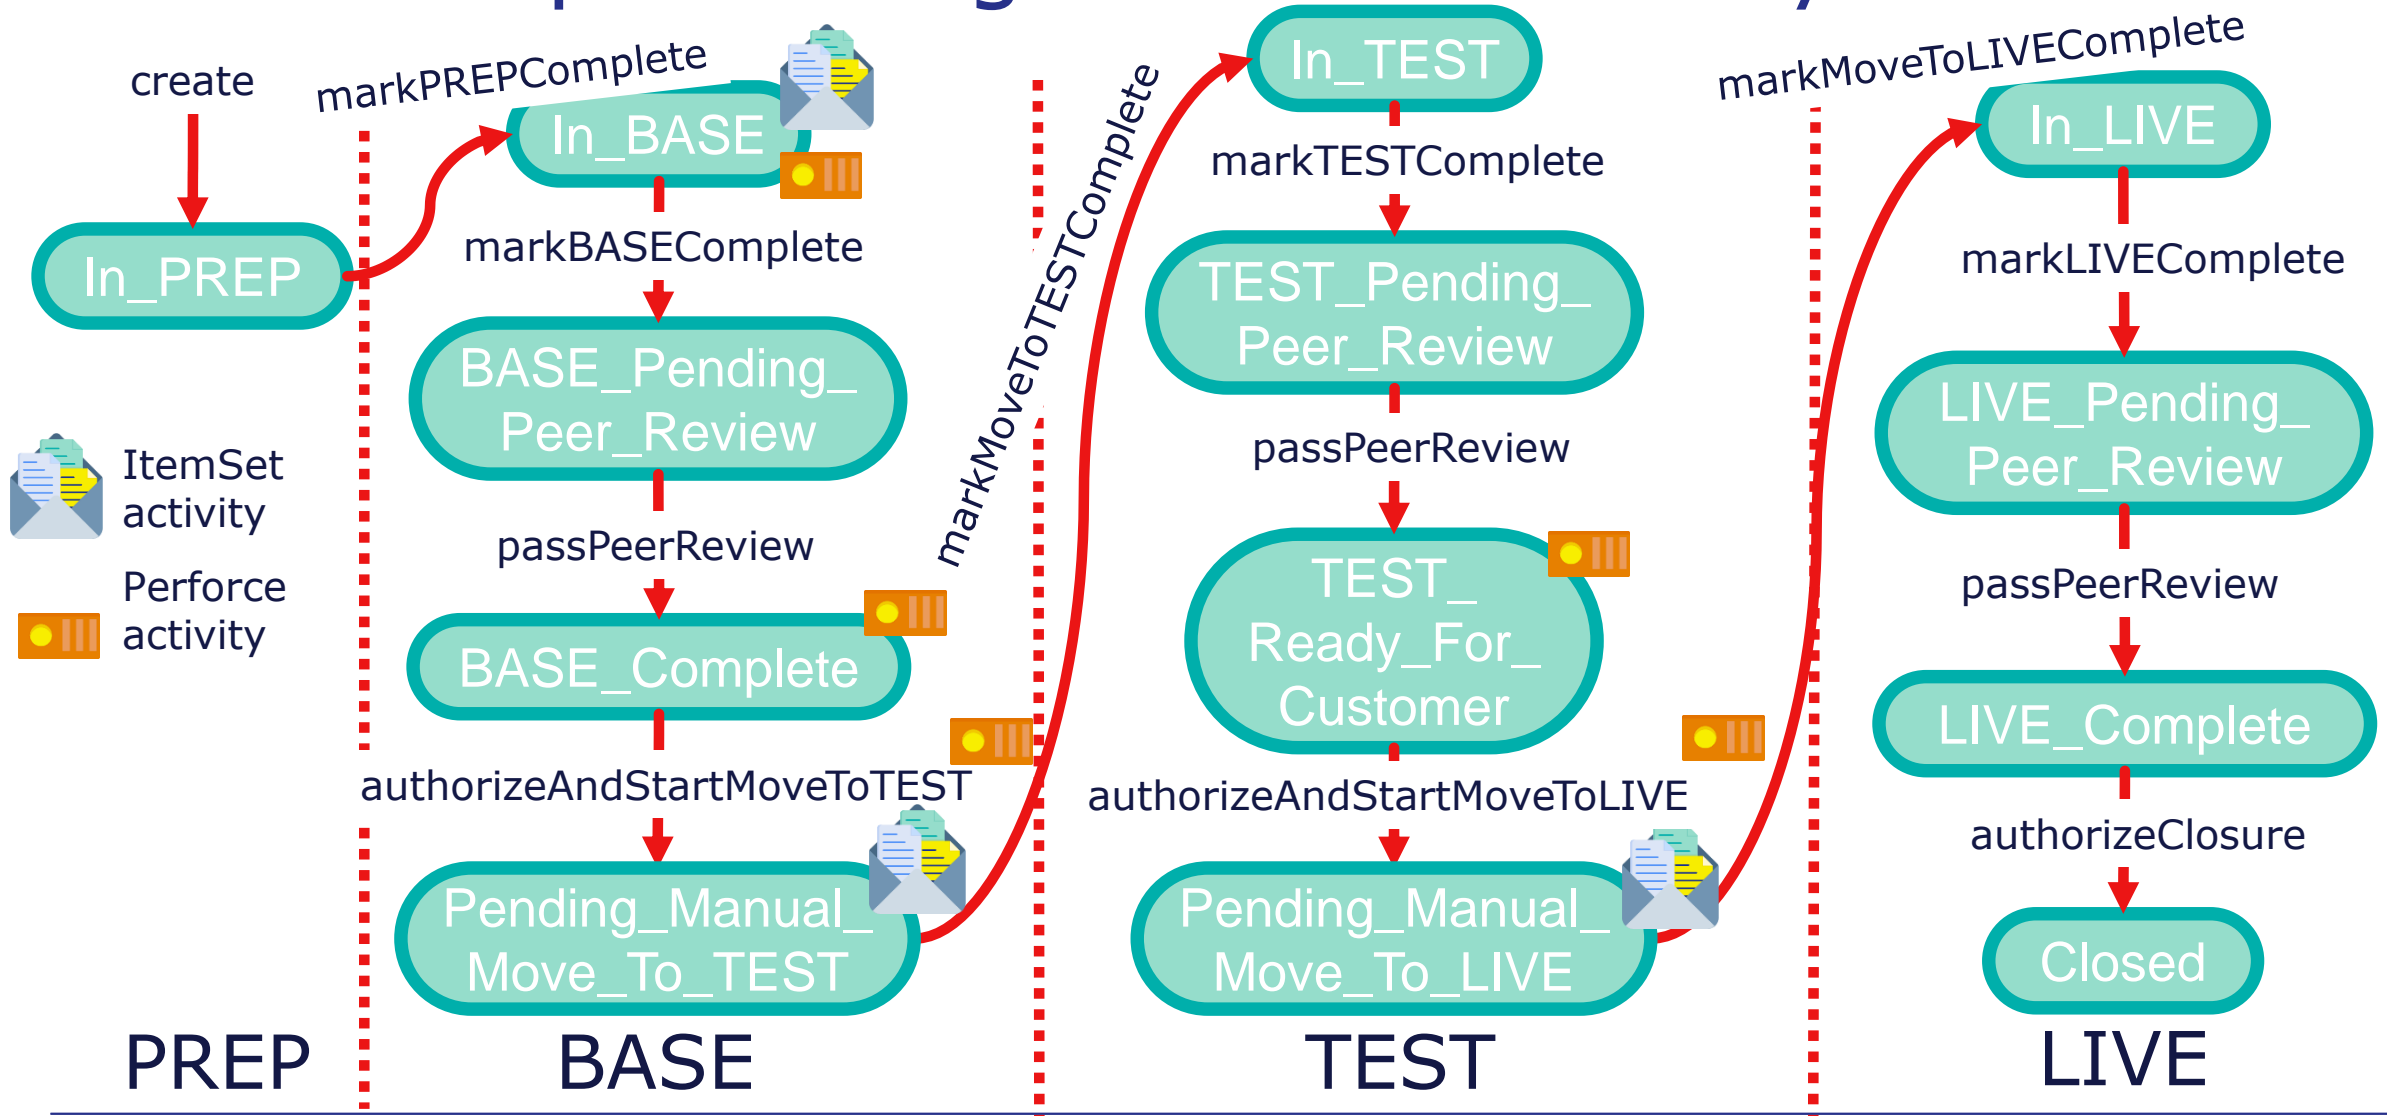 create
In_PREP
ItemSet
activity
Perforce
activity
PREP
markPREPComplete
In_BASE
markBASEComplete
BASE_Pending_
Peer_Review
passPeerReview
BASE_Complete
authorizeAndStartMoveToTEST
Pending_Manual_
Move_To_TEST
BASE
markMoveToTESTComplete
In_TEST
markTESTComplete
TEST_Pending_
Peer_Review
passPeerReview
TEST_
Ready_For_
Customer
authorizeAndStartMoveToLIVE
Pending_Manual_
Move_To_LIVE
TEST
markMoveToLIVEComplete
In_LIVE
markLIVEComplete
LIVE_Pending_
Peer_Review
passPeerReview
LIVE_Complete
authorizeClosure
Closed
LIVE